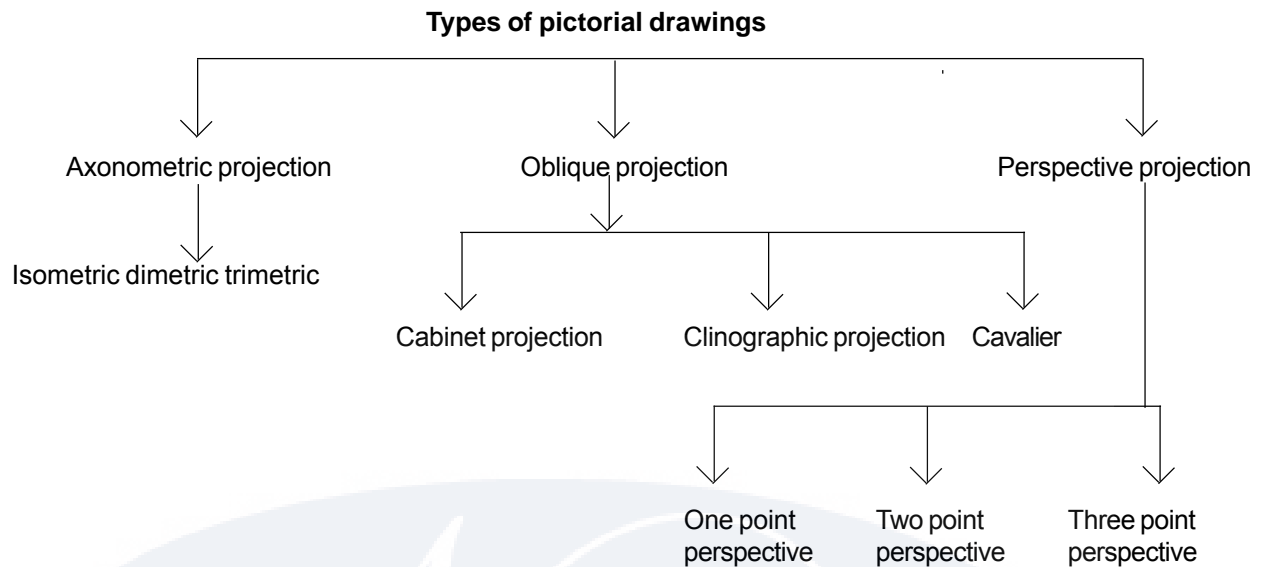 Types of pictorial drawings
Axonometric projection
Oblique projection
Perspective projection
Isometric dimetric trimetric
Cabinet projection
Clinographic projection
Cavalier
One point
perspective
Two point
perspective
Three point
perspective